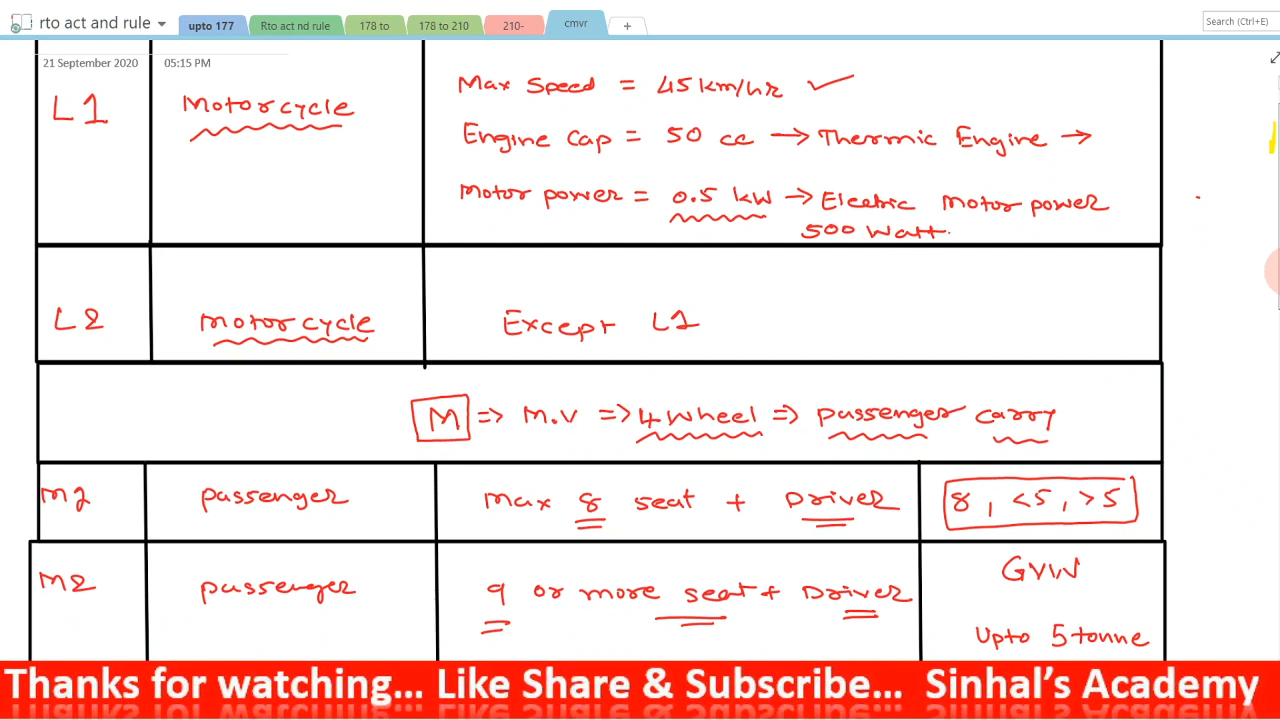 rto act and rule
upto 177
Rto act nd rule
178 to
178 to 210
210-
cmvr
+
Search (Ctrl+E)
21 September 2020 05:15 PM
L1 Motorcycle
Max Speed = 45 km/hr ✓
Engine Cap = 50 cc → Thermic Engine →
Motor power = 0.5 kW → Electric Motor power
500 Watt.
L2 Motorcycle Except L1
M => M.V => 4 wheel => passenger carry
M1 passenger Max 8 seat + Driver 8, <5, >5
M2 passenger 9 or more seat + Driver GVW
Upto 5 tonne
Thanks for watching... Like Share & Subscribe... Sinhal's Academy